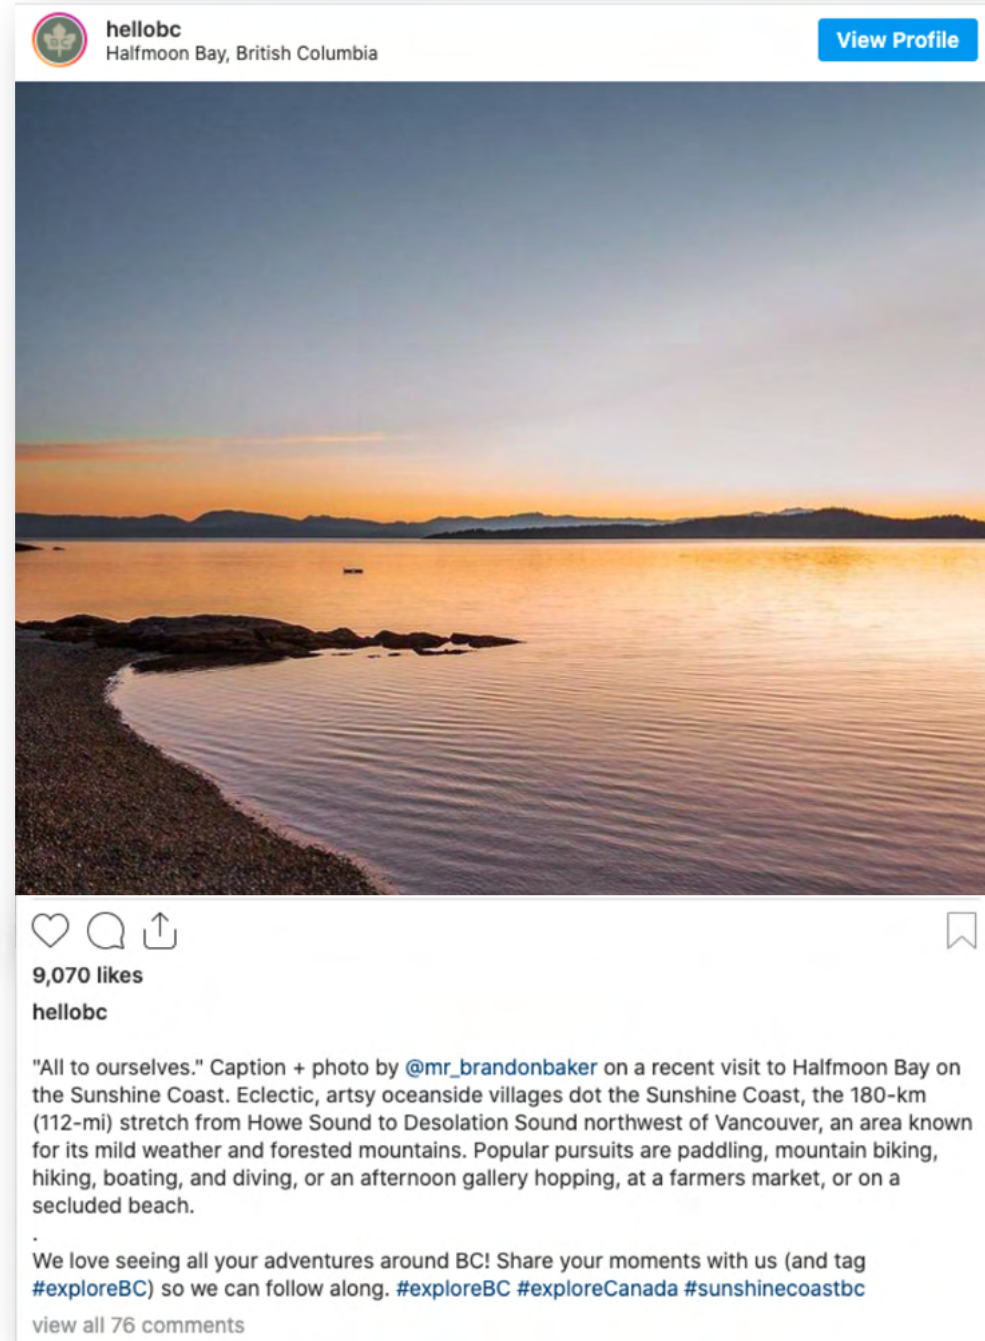 hellobc
Halfmoon Bay, British Columbia
View Profile
BC
9,070 likes
hellobc
"All to ourselves." Caption + photo by @mr_brandonbaker on a recent visit to Halfmoon Bay on
the Sunshine Coast. Eclectic, artsy oceanside villages dot the Sunshine Coast, the 180-km
(112-mi) stretch from Howe Sound to Desolation Sound northwest of Vancouver, an area known
for its mild weather and forested mountains. Popular pursuits are paddling, mountain biking,
hiking, boating, and diving, or an afternoon gallery hopping, at a farmers market, or on a
secluded beach.
.
We love seeing all your adventures around BC! Share your moments with us (and tag
#exploreBC) so we can follow along. #exploreBC #exploreCanada #sunshinecoastbc
view all 76 comments